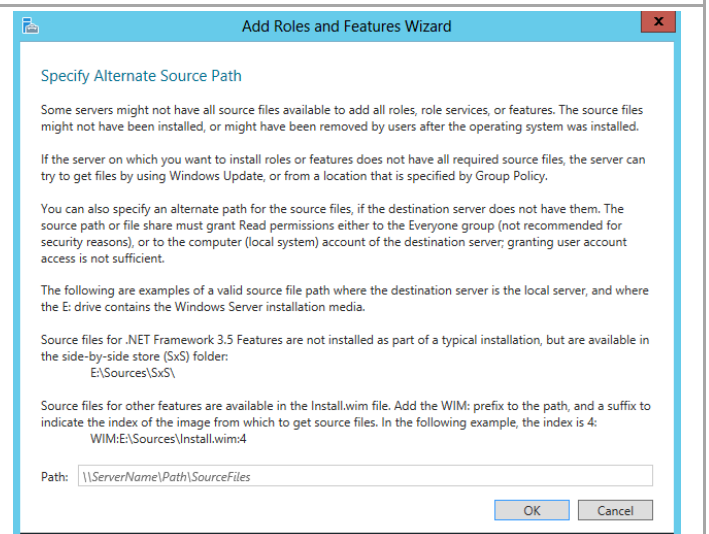 Add Roles and Features Wizard
x
Specify Alternate Source Path
Some servers might not have all source files available to add all roles, role services, or features. The source files
might not have been installed, or might have been removed by users after the operating system was installed.
If the server on which you want to install roles or features does not have all required source files, the server can
try to get files by using Windows Update, or from a location that is specified by Group Policy.
You can also specify an alternate path for the source files, if the destination server does not have them. The
source path or file share must grant Read permissions either to the Everyone group (not recommended for
security reasons), or to the computer (local system) account of the destination server; granting user account
access is not sufficient.
The following are examples of a valid source file path where the destination server is the local server, and where
the E: drive contains the Windows Server installation media.
Source files for .NET Framework 3.5 Features are not installed as part of a typical installation, but are available in
the side-by-side store (SxS) folder:
E:\Sources\SxS\
Source files for other features are available in the Install.wim file. Add the WIM: prefix to the path, and a suffix to
indicate the index of the image from which to get source files. In the following example, the index is 4:
WIM:E:\Sources\Install.wim:4
Path: \\ServerName\Path\SourceFiles
OK Cancel